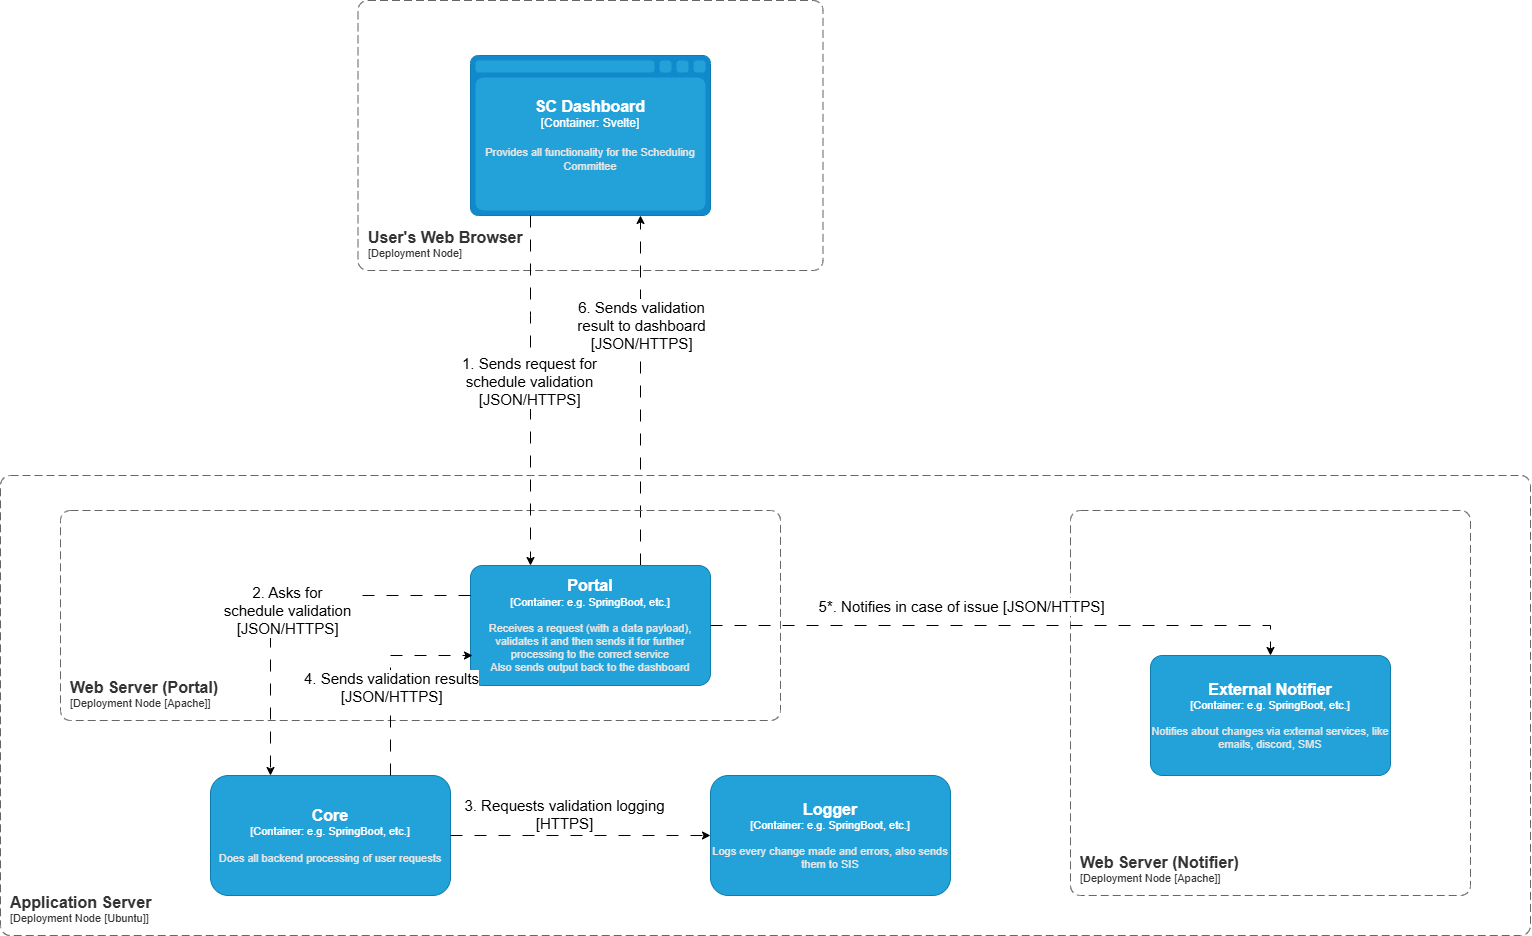 SC Dashboard
[Container: Svelte]
Provides all functionality for the Scheduling
Committee
User's Web Browser
[Deployment Node]
6. Sends validation
result to dashboard
[JSON/HTTPS]
1. Sends request for
schedule validation
[JSON/HTTPS]
Portal
[Container: e.g. SpringBoot, etc.]
Receives a request (with a data payload),
validates it and then sends it for further
processing to the correct service
Also sends output back to the dashboard
2. Asks for
schedule validation
[JSON/HTTPS]
5*. Notifies in case of issue [JSON/HTTPS]
4. Sends validation results
[JSON/HTTPS]
Web Server (Portal)
[Deployment Node [Apache]]
External Notifier
[Container: e.g. SpringBoot, etc.]
Notifies about changes via external services, like
emails, discord, SMS
Core
[Container: e.g. SpringBoot, etc.]
Does all backend processing of user requests
3. Requests validation logging
[HTTPS]
Logger
[Container: e.g. SpringBoot, etc.]
Logs every change made and errors, also sends
them to SIS
Web Server (Notifier)
[Deployment Node [Apache]]
Application Server
[Deployment Node [Ubuntu]]